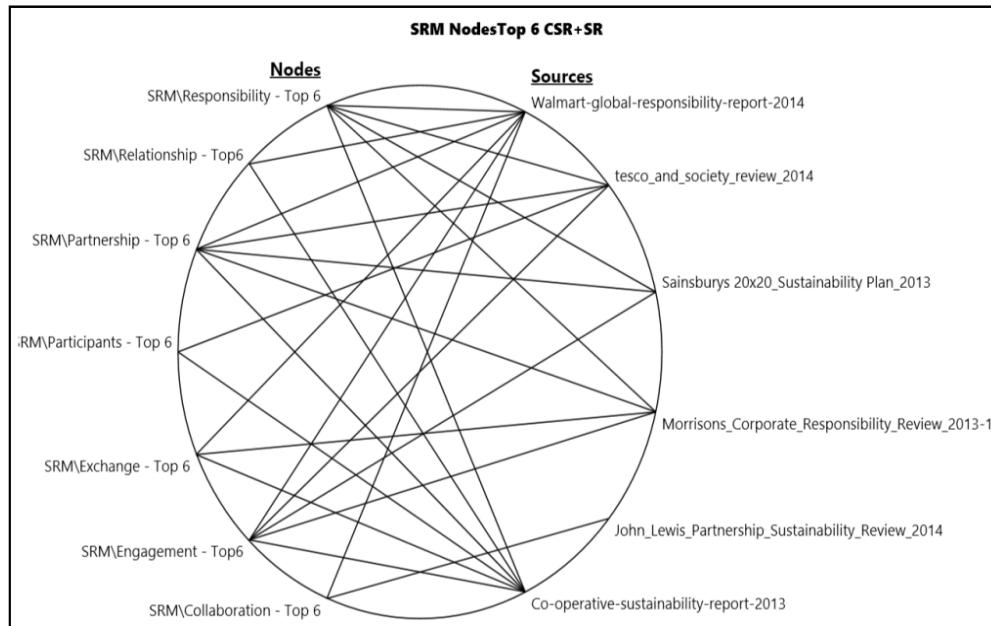 SRM NodesTop 6 CSR+SR
Nodes
SRM\Responsibility - Top 6
SRM\Relationship - Top6
SRM\Partnership - Top 6
RM\Participants - Top 6
SRM\Exchange - Top 6
SRM\Engagement - Top6
SRM\Collaboration - Top 6
Sources
Walmart-global-responsibility-report-2014
tesco_and_society_review_2014
Sainsburys 20x20_Sustainability Plan_2013
Morrisons_Corporate_Responsibility_Review_2013-1
John_Lewis_Partnership_Sustainability_Review_2014
Co-operative-sustainability-report-2013